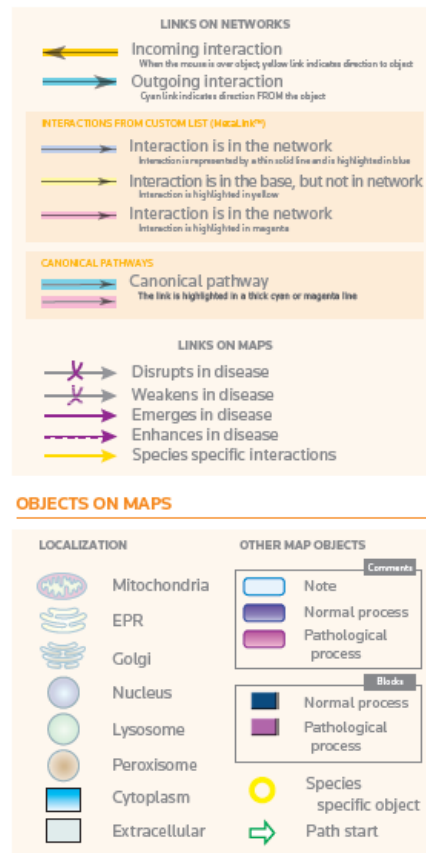 LINKS ON NETWORKS
Incoming interaction
When the mouse is over object, yellow link indicates direction to object
Outgoing interaction
Cyan link indicates direction FROM the object
INTERACTIONS FROM CUSTOM LIST (MetaLink™)
Interaction is in the network
Interaction is represented by a thin solid line and is highlighted in blue
Interaction is in the base, but not in network
Interaction is highlighted in yellow
Interaction is in the network
Interaction is highlighted in magenta
CANONICAL PATHWAYS
Canonical pathway
The link is highlighted in a thick cyan or magenta line
LINKS ON MAPS
Disrupts in disease
Weakens in disease
Emerges in disease
Enhances in disease
Species specific interactions
OBJECTS ON MAPS
LOCALIZATION
Mitochondria
EPR
Golgi
Nucleus
Lysosome
Peroxisome
Cytoplasm
Extracellular
OTHER MAP OBJECTS
Comments
Note
Normal process
Pathological
process
Blocks
Normal process
Pathological
process
Species
specific object
Path start